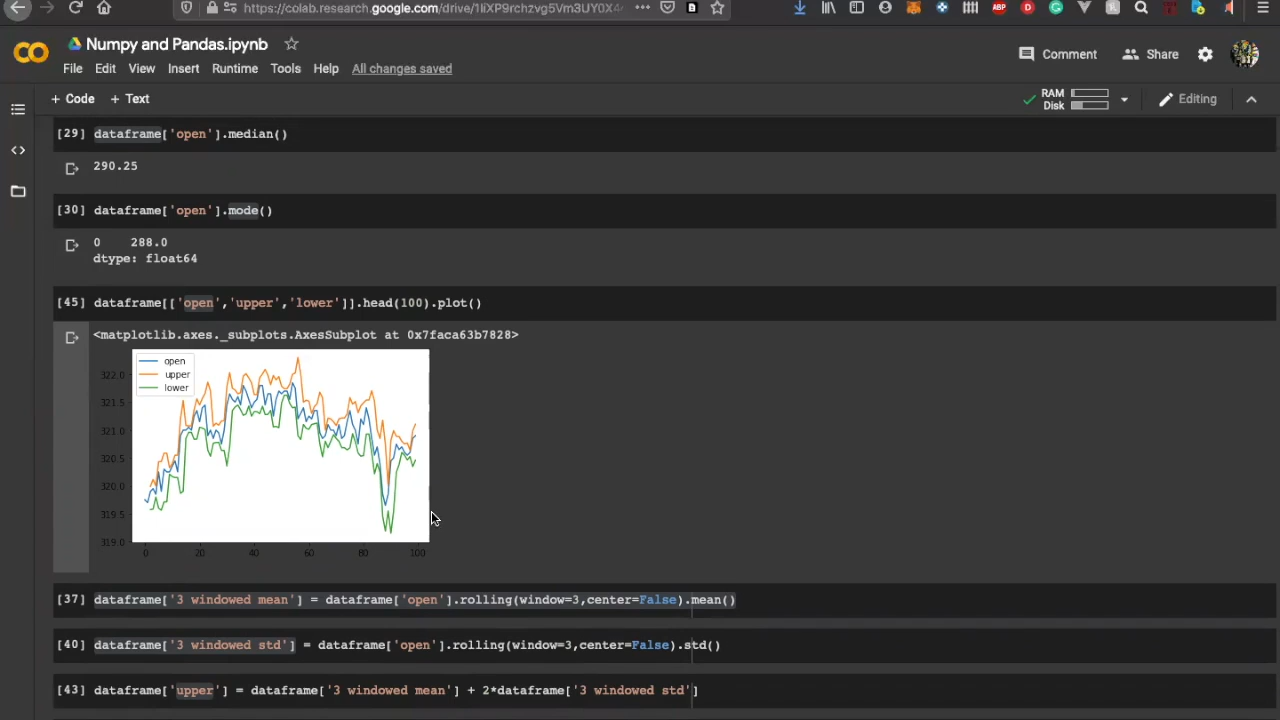 https://colab.research.google.com/drive/1IiXP9rchzvg5Vm3UY0X4
ABP
Numpy and Pandas.ipynb
Comment
Share
File Edit View Insert Runtime Tools Help All changes saved
+ Code + Text
RAM
Disk
Editing
[29] dataframe['open'].median()
290.25
[30] dataframe['open'].mode()
0 288.0
dtype: float64
[45] dataframe[['open','upper','lower']].head(100).plot()
<matplotlib.axes._subplots.AxesSubplot at 0x7faca63b7828>
open
upper
lower
322.0
321.5
321.0
320.5
320.0
319.5
319.0
0 20 40 60 80 100
[37] dataframe['3 windowed mean'] = dataframe['open'].rolling(window=3,center=False).mean()
[40] dataframe['3 windowed std'] = dataframe['open'].rolling(window=3,center=False).std()
[43] dataframe['upper'] = dataframe['3 windowed mean'] + 2*dataframe['3 windowed std']